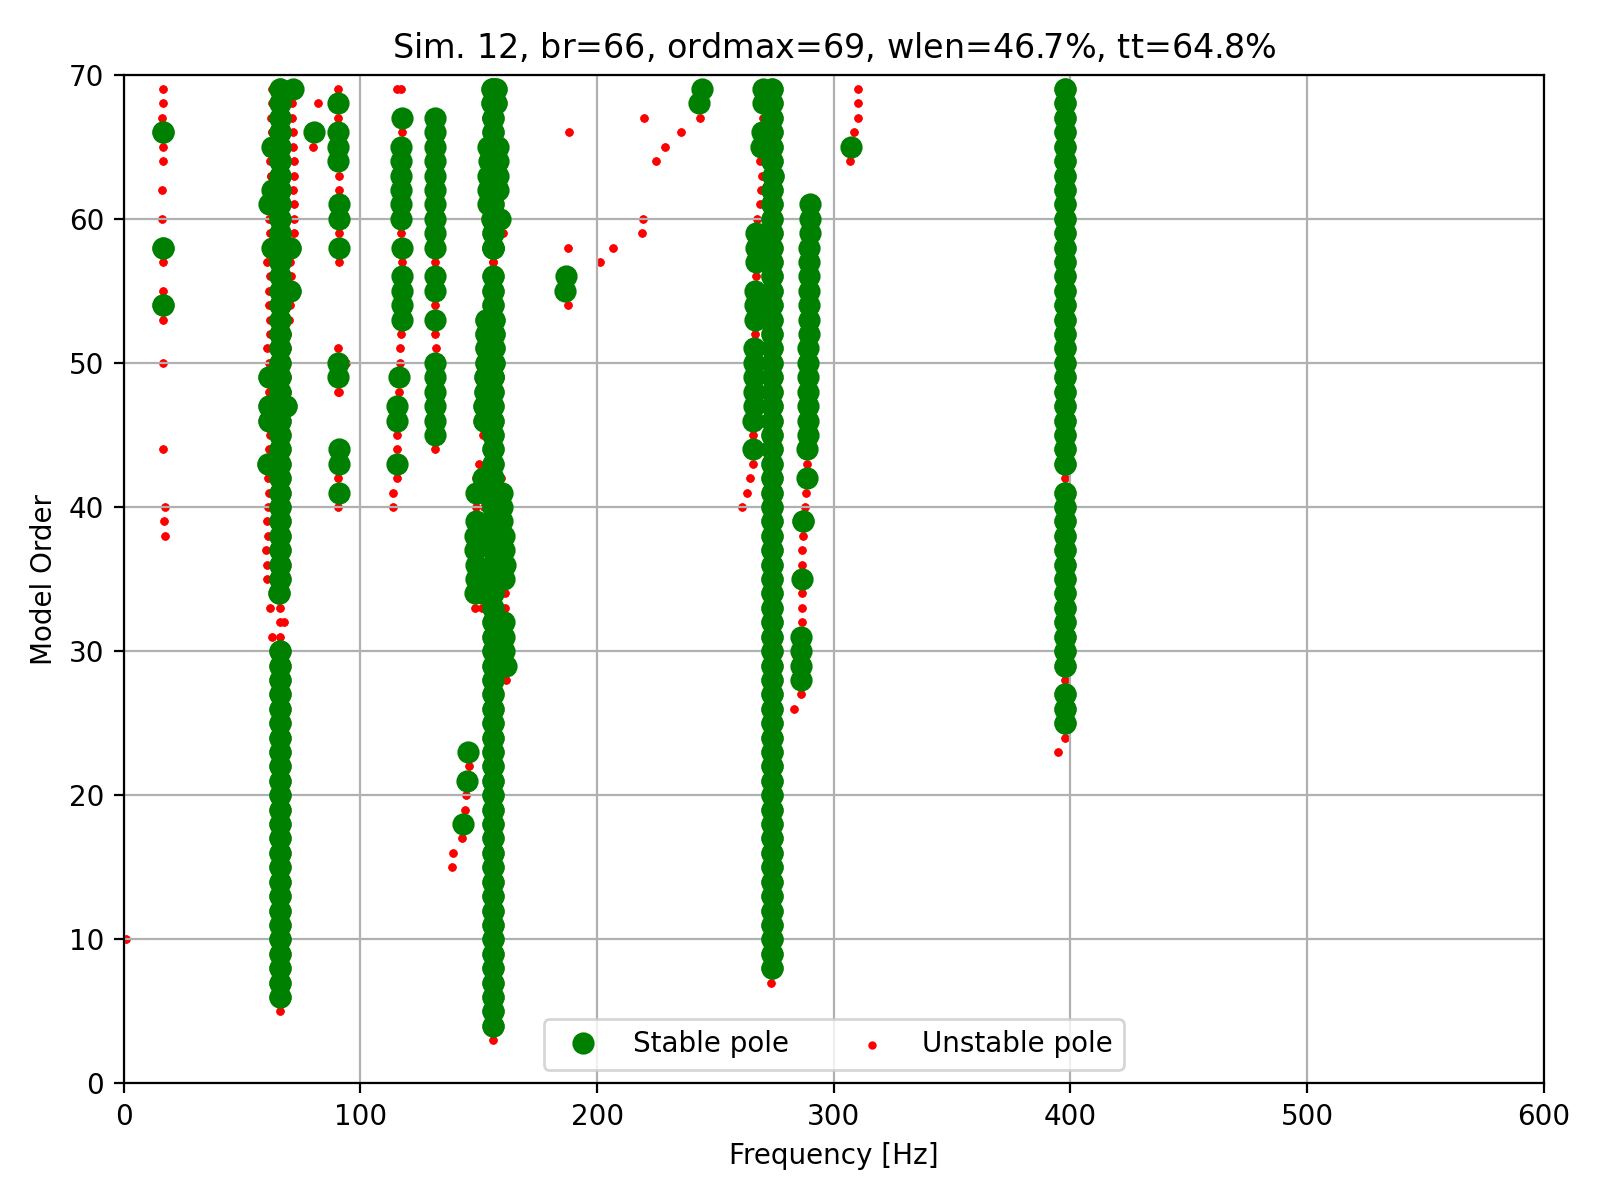 Sim. 12, br=66, ordmax=69, wlen=46.7%, tt=64.8%
70
60
50
40
30
20
10
0
Model Order
Stable pole
Unstable pole
0 100 200 300 400 500 600
Frequency [Hz]